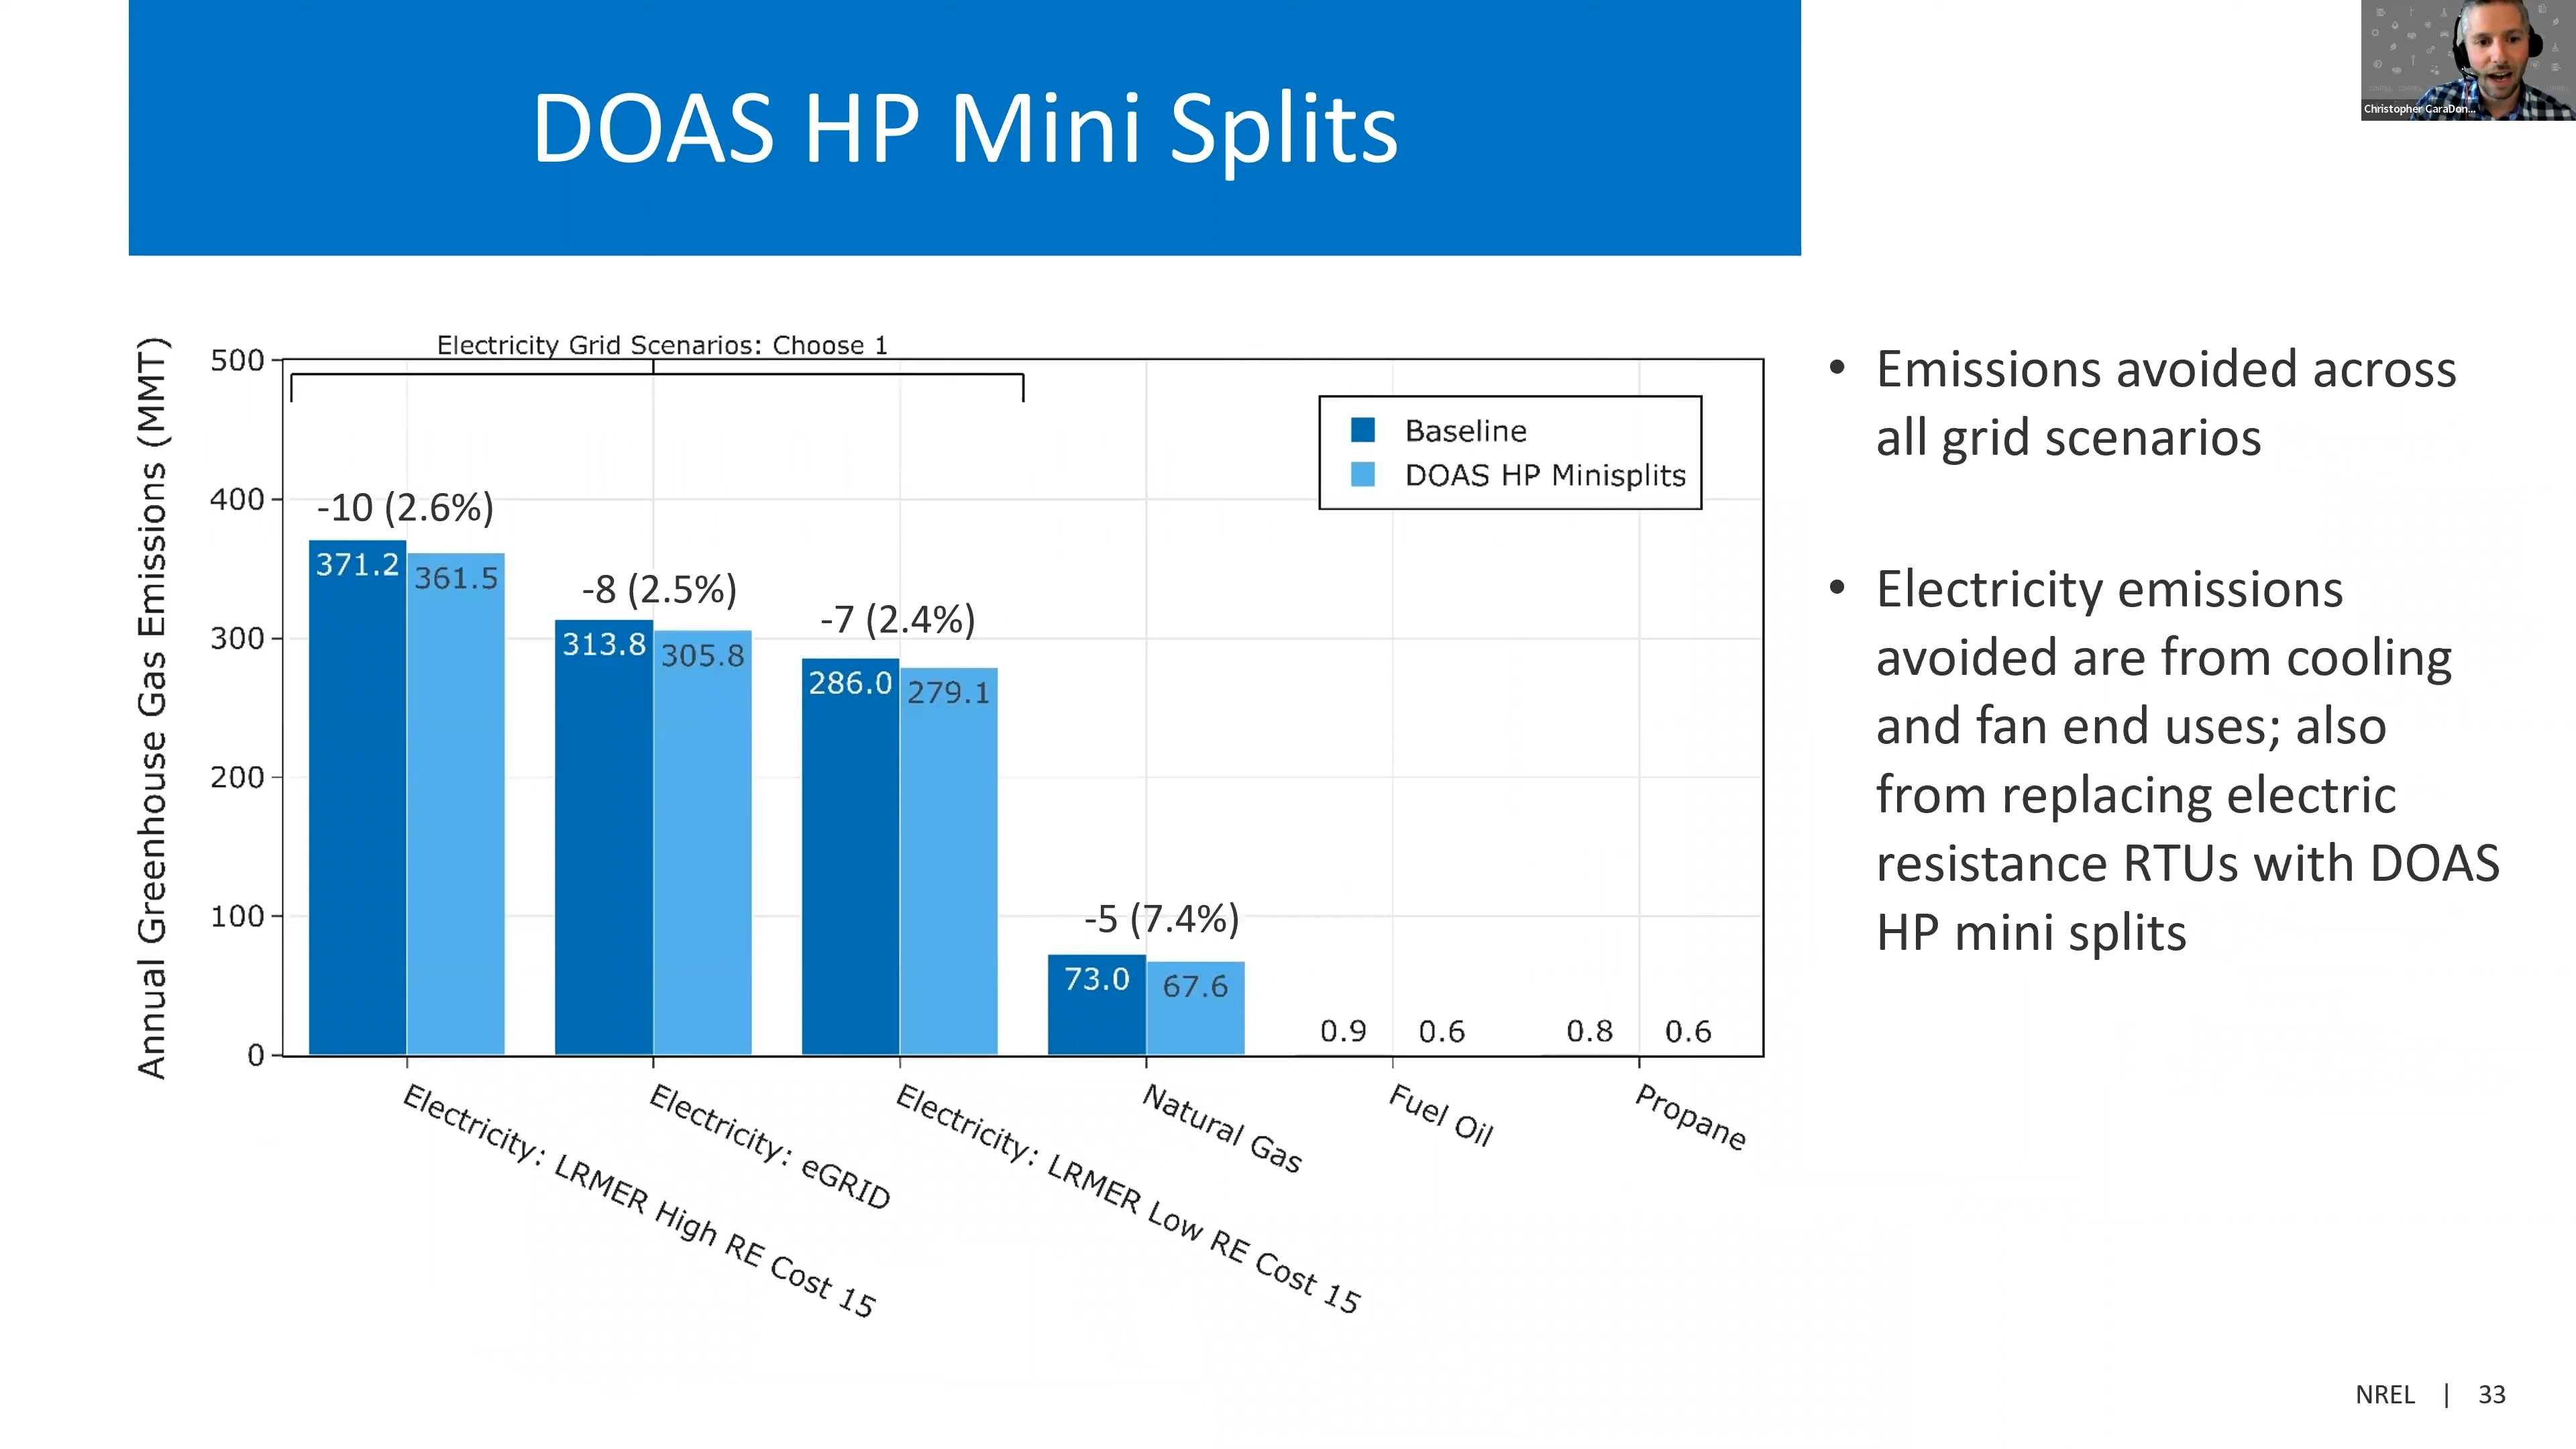 DOAS HP Mini Splits
Christopher CaraDon...
Electricity Grid Scenarios: Choose 1
Annual Greenhouse Gas Emissions (MMT)
500
400
300
200
100
0
Baseline
DOAS HP Minisplits
-10 (2.6%)
371.2
361.5
-8 (2.5%)
313.8
305.8
-7 (2.4%)
286.0
279.1
-5 (7.4%)
73.0
67.6
0.9
0.6
0.8
0.6
Electricity: LRMER High RE Cost 15
Electricity: eGRID
Electricity: LRMER Low RE Cost 15
Natural Gas
Fuel Oil
Propane
• Emissions avoided across
all grid scenarios
• Electricity emissions
avoided are from cooling
and fan end uses; also
from replacing electric
resistance RTUs with DOAS
HP mini splits
NREL | 33